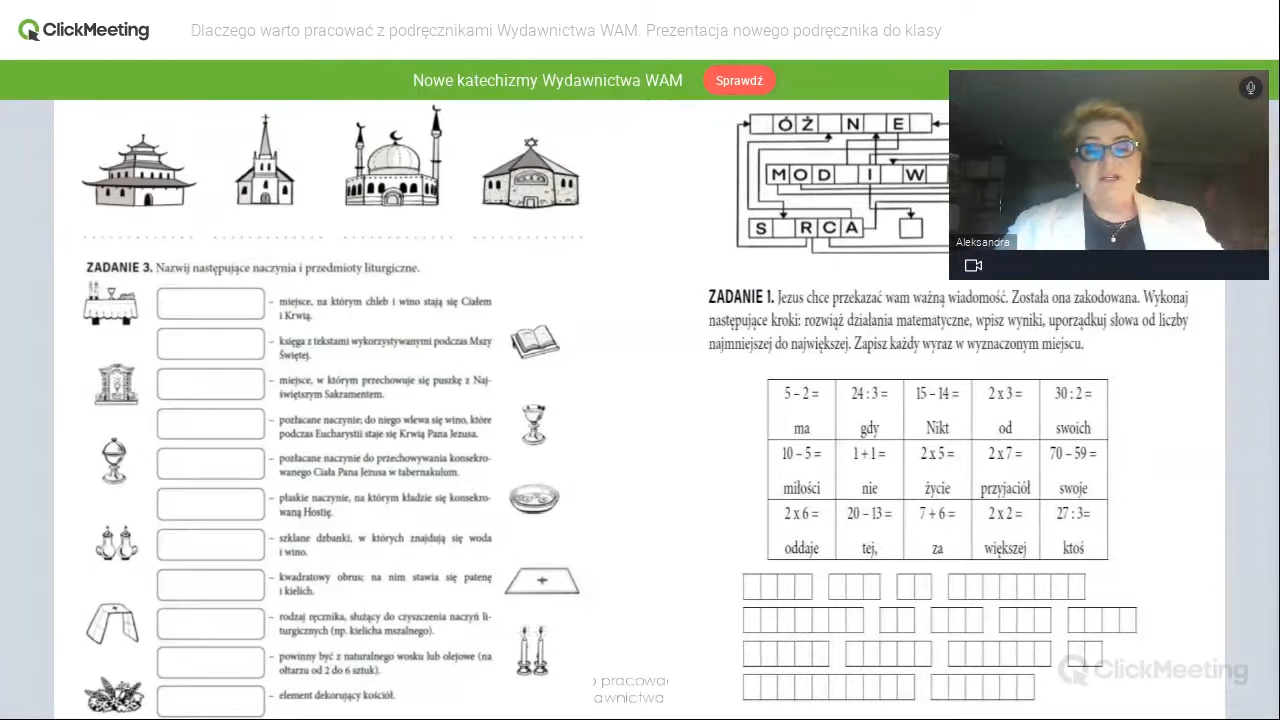 ClickMeeting
Dlaczego warto pracować z podręcznikami Wydawnictwa WAM. Prezentacja nowego podręcznika do klasy
Nowe katechizmy Wydawnictwa WAM
Sprawdź
ZADANIE 3. Nazwij następujące naczynia i przedmioty liturgiczne.
– miejsce, na którym chleb i wino stają się Ciałem
i Krwią.
– księga z tekstami wykorzystywanymi podczas Mszy
Świętej.
– miejsce, w którym przechowuje się puszkę z Naj-
świętszym Sakramentem.
– pozłacane naczynie; do niego wlewa się wino, które
podczas Eucharystii staje się Krwią Pana Jezusa.
– pozłacane naczynie do przechowywania konsekro-
wanego Ciała Pana Jezusa w tabernakulum.
– płaskie naczynie, na którym kładzie się konsekro-
waną Hostię.
– szklane dzbanki, w których znajdują się woda
i wino.
– kwadratowy obrus; na nim stawia się patenę
i kielich.
– rodzaj ręcznika, służący do czyszczenia naczyń li-
turgicznych (np. kielicha mszalnego).
– powinny być z naturalnego wosku lub olejowe (na
ołtarzu od 2 do 6 sztuk).
– element dekorujący kościół.
pracować
awnictwa
Ó Ż N E
M O D I W
S R C A
Aleksandra
ZADANIE 1. Jezus chce przekazać wam ważną wiadomość. Została ona zakodowana. Wykonaj
następujące kroki: rozwiąż działania matematyczne, wpisz wyniki, uporządkuj słowa od liczby
najmniejszej do największej. Zapisz każdy wyraz w wyznaczonym miejscu.
5 – 2 = 24 : 3 = 15 – 14 = 2 x 3 = 30 : 2 =
ma gdy Nikt od swoich
10 – 5 = 1 + 1 = 2 x 5 = 2 x 7 = 70 – 59 =
miłości nie życie przyjaciół swoje
2 x 6 = 20 – 13 = 7 + 6 = 2 x 2 = 27 : 3=
oddaje tej, za większej ktoś
ClickMeeting